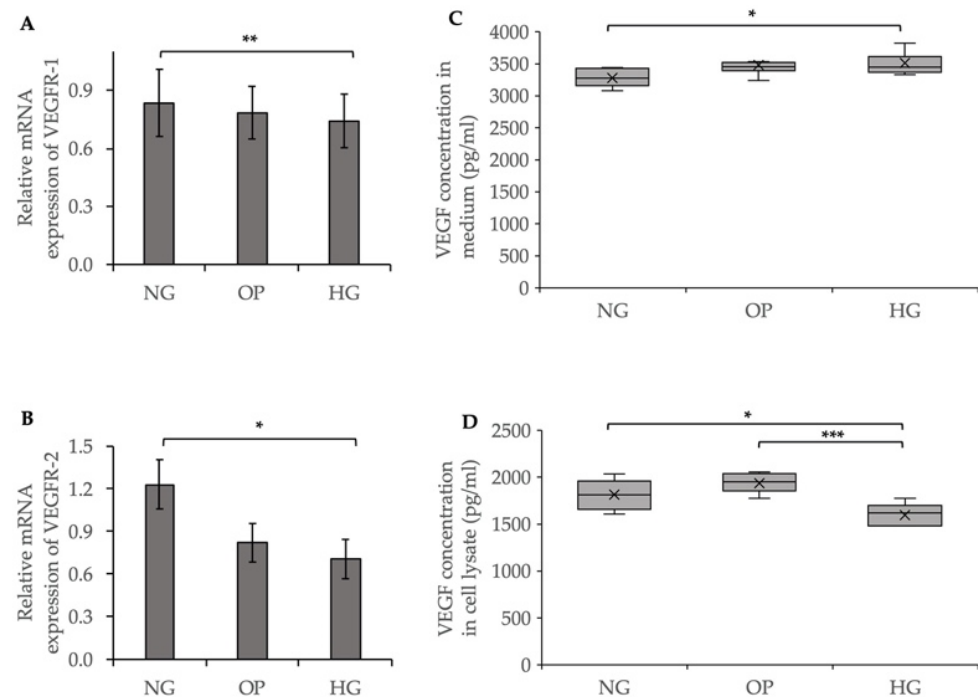 A
**
Relative mRNA
expression of VEGFR-1
0.9
0.6
0.3
0.0
NG OP HG
C
*
VEGF concentration in
medium (pg/ml)
4000
3500
3000
2500
2000
1500
1000
500
0
NG OP HG
B
*
Relative mRNA
expression of VEGFR-2
1.5
1.2
0.9
0.6
0.3
0.0
NG OP HG
D
*
***
VEGF concentration
in cell lysate (pg/ml)
2500
2000
1500
1000
500
0
NG OP HG